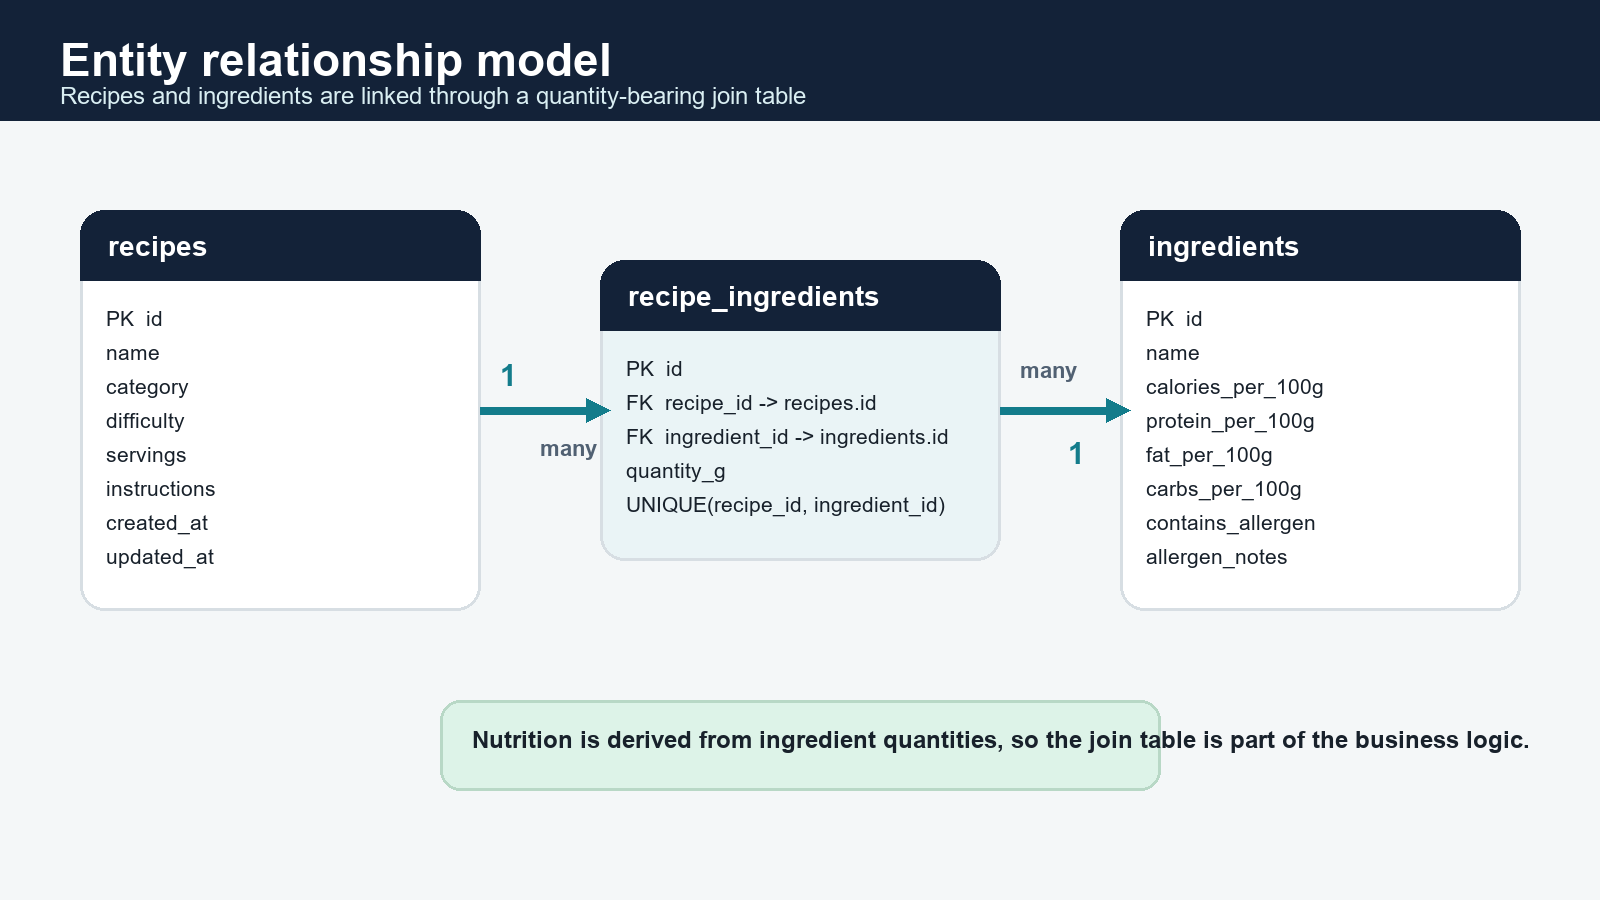 Entity relationship model
Recipes and ingredients are linked through a quantity-bearing join table
recipes
PK  id
name
category
difficulty
servings
instructions
created_at
updated_at
1
many
recipe_ingredients
PK  id
FK  recipe_id -> recipes.id
FK  ingredient_id -> ingredients.id
quantity_g
UNIQUE(recipe_id, ingredient_id)
many
1
ingredients
PK  id
name
calories_per_100g
protein_per_100g
fat_per_100g
carbs_per_100g
contains_allergen
allergen_notes
Nutrition is derived from ingredient quantities, so the join table is part of the business logic.